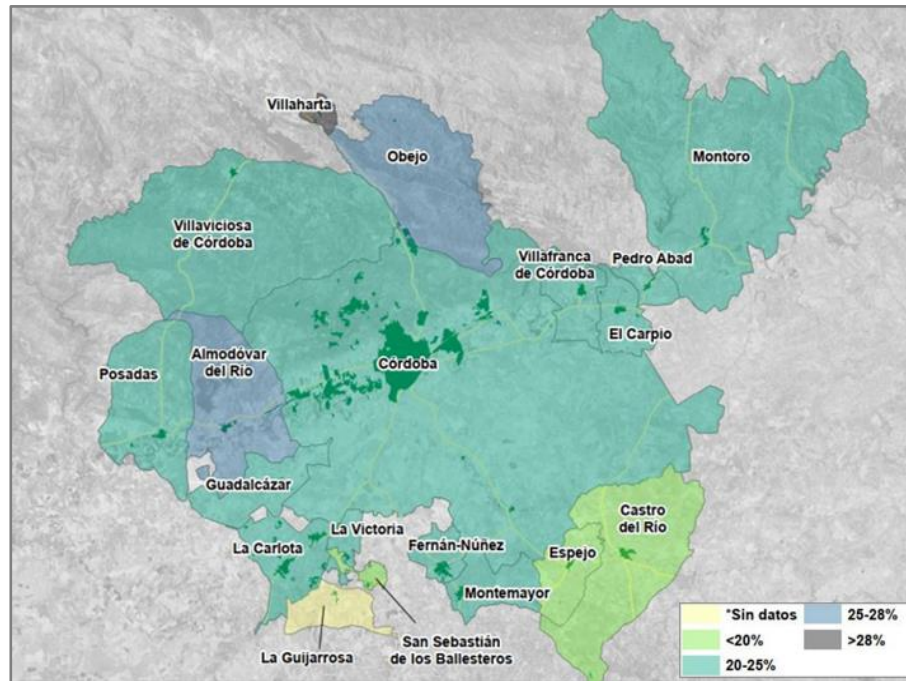 Villaharta
Obejo
Montoro
Villaviciosa
de Córdoba
Villafranca
de Córdoba
Pedro Abad
El Carpio
Almodóvar
del Río
Posadas
Córdoba
Guadalcázar
Castro
del Río
La Victoria
La Carlota
Fernán-Núñez
Espejo
Montemayor
La Guijarrosa
San Sebastián
de los Ballesteros
*Sin datos
<20%
20-25%
25-28%
>28%